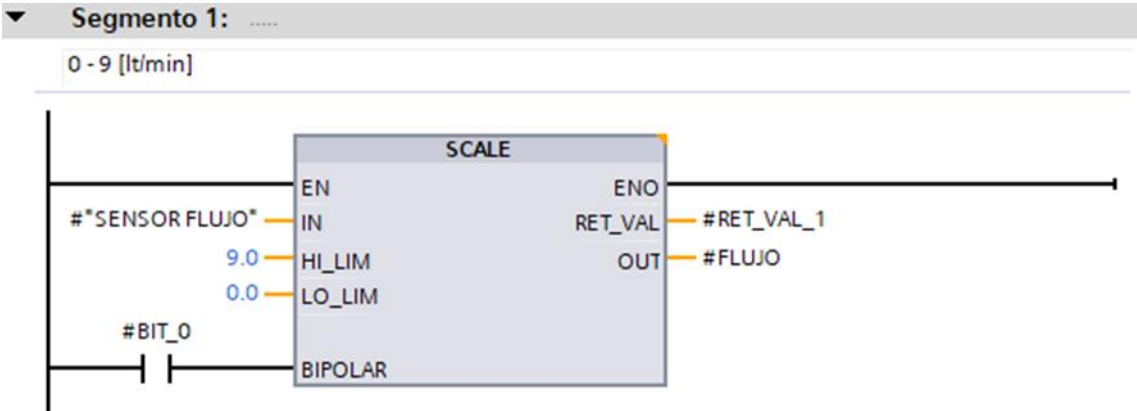 Segmento 1: .....
0 - 9 [lt/min]
SCALE
EN ENO
#"SENSOR FLUJO" IN RET_VAL #RET_VAL_1
9.0 HI_LIM OUT #FLUJO
0.0 LO_LIM
#BIT_0
BIPOLAR